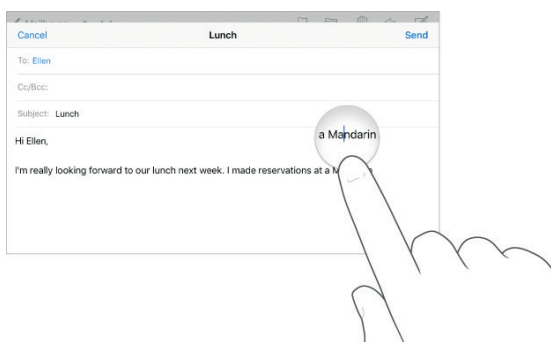 Cancel Lunch Send
To: Ellen
Cc/Bcc:
Subject: Lunch
a Mandarin
Hi Ellen,
I'm really looking forward to our lunch next week. I made reservations at a